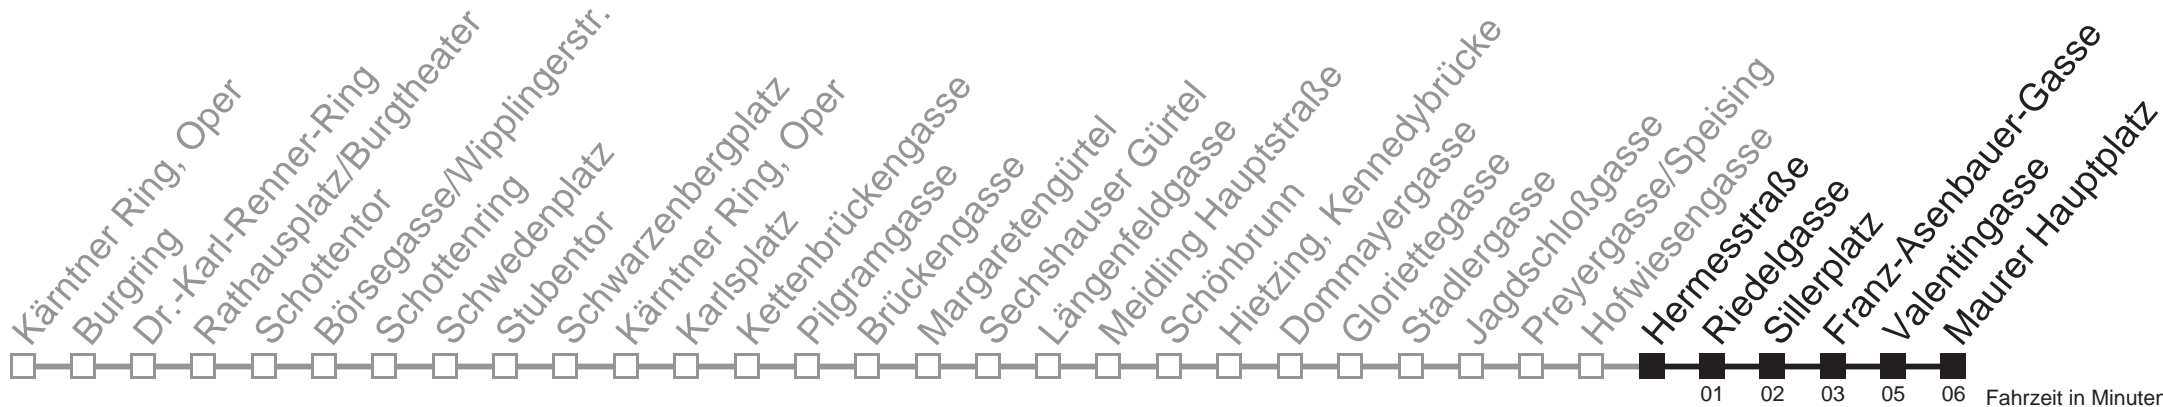 Kärntner Ring, Oper
Burgring
Dr.-Karl-Renner-Ring
Rathausplatz/Burgtheater
Schottentor
Börsegasse/Wipplingerstr.
Schottenring
Schwedenplatz
Stubentor
Schwarzenbergplatz
Kärntner Ring, Oper
Karlsplatz
Kettenbrückengasse
Pilgramgasse
Brückengasse
Margaretengürtel
Sechshauser Gürtel
Längenfeldgasse
Meidling Hauptstraße
Schönbrunn
Hietzing, Kennedybrücke
Dommayergasse
Gloriettegasse
Stadlergasse
Jagdschloßgasse
Preyergasse/Speising
Hofwiesengasse
Hermesstraße
Riedelgasse
Sillerplatz
Franz-Asenbauer-Gasse
Valentingasse
Maurer Hauptplatz
01 02 03 05 06 Fahrzeit in Minuten